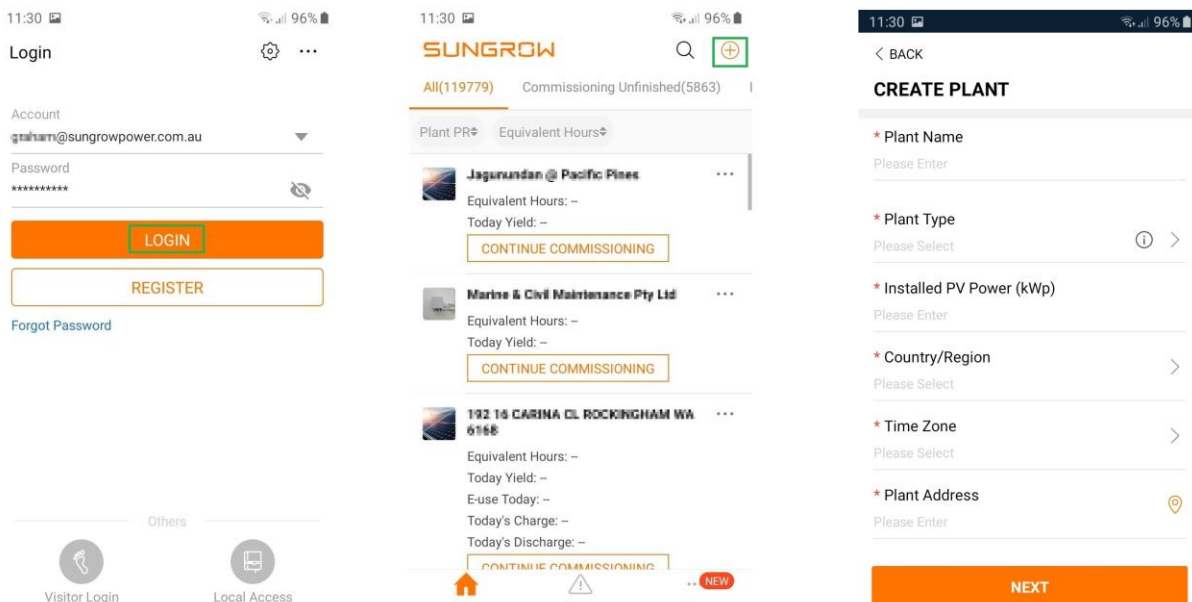 11:30 96%
Login
Account
@sungrowpower.com.au
Password
**********
LOGIN
REGISTER
Forgot Password
Others
Visitor Login Local Access
11:30 96%
SUNGROW
All(119779) Commissioning Unfinished(5863)
Plant PR Equivalent Hours
Jagunundan @ Pacific Pines
Equivalent Hours: --
Today Yield: --
CONTINUE COMMISSIONING
Marine & Civil Maintenance Pty Ltd
Equivalent Hours: --
Today Yield: --
CONTINUE COMMISSIONING
192 16 CARINA CL ROCKINGHAM WA
6168
Equivalent Hours: --
Today Yield: --
E-use Today: --
Today's Charge: --
Today's Discharge: --
CONTINUE COMMISSIONING
NEW
11:30 96%
< BACK
CREATE PLANT
* Plant Name
Please Enter
* Plant Type
Please Select
* Installed PV Power (kWp)
Please Enter
* Country/Region
Please Select
* Time Zone
Please Select
* Plant Address
Please Enter
NEXT